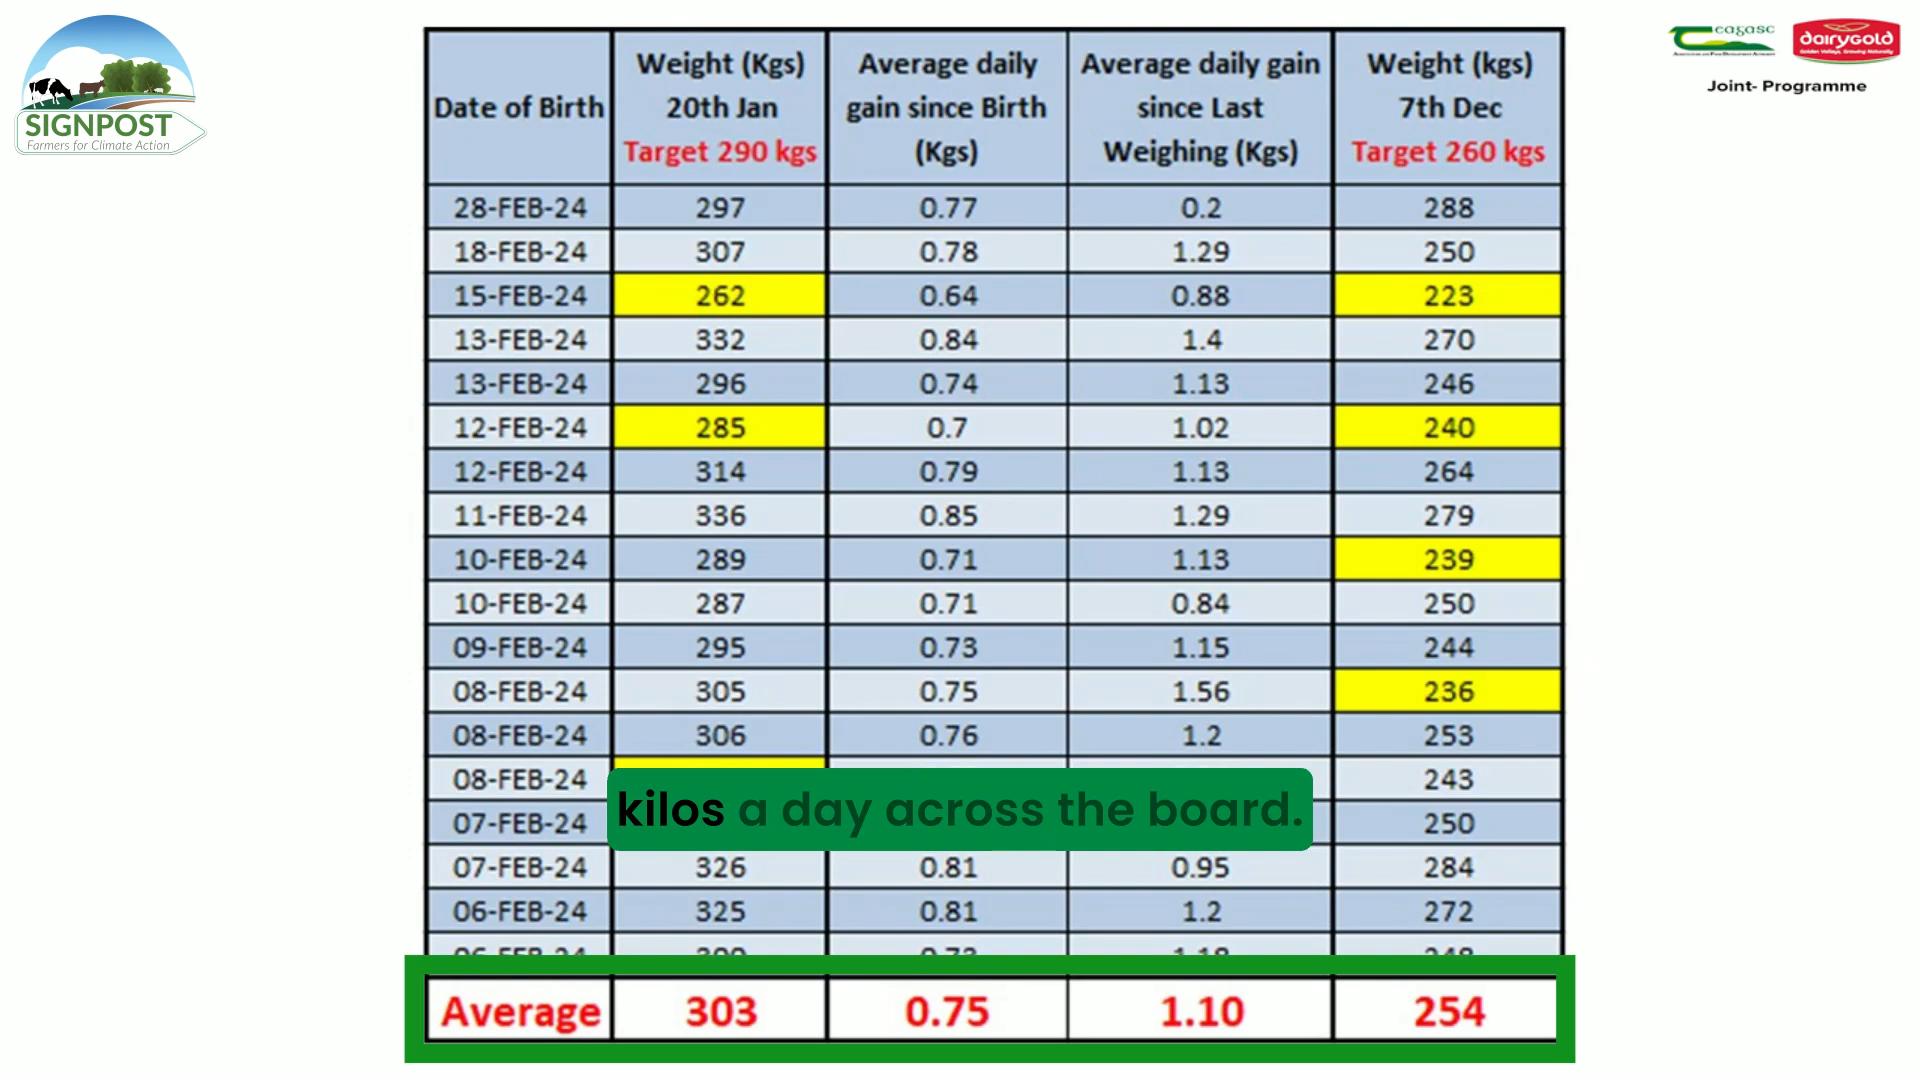 SIGNPOST
Farmers for Climate Action
teagasc
dairygold
Golden Valleys, Growing Naturally
Joint- Programme
Date of Birth
Weight (Kgs)
20th Jan
Target 290 kgs
Average daily
gain since Birth
(Kgs)
Average daily gain
since Last
Weighing (Kgs)
Weight (kgs)
7th Dec
Target 260 kgs
28-FEB-24 297 0.77 0.2 288
18-FEB-24 307 0.78 1.29 250
15-FEB-24 262 0.64 0.88 223
13-FEB-24 332 0.84 1.4 270
13-FEB-24 296 0.74 1.13 246
12-FEB-24 285 0.7 1.02 240
12-FEB-24 314 0.79 1.13 264
11-FEB-24 336 0.85 1.29 279
10-FEB-24 289 0.71 1.13 239
10-FEB-24 287 0.71 0.84 250
09-FEB-24 295 0.73 1.15 244
08-FEB-24 305 0.75 1.56 236
08-FEB-24 306 0.76 1.2 253
08-FEB-24 243
kilos a day across the board.
07-FEB-24 250
07-FEB-24 326 0.81 0.95 284
06-FEB-24 325 0.81 1.2 272
Average 303 0.75 1.10 254